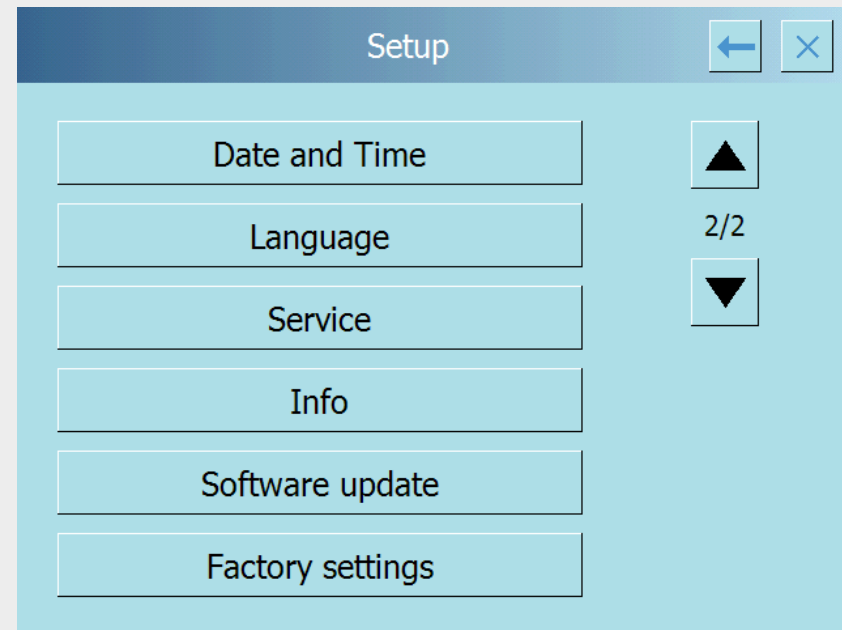 Setup
Date and Time
Language
2/2
Service
Info
Software update
Factory settings